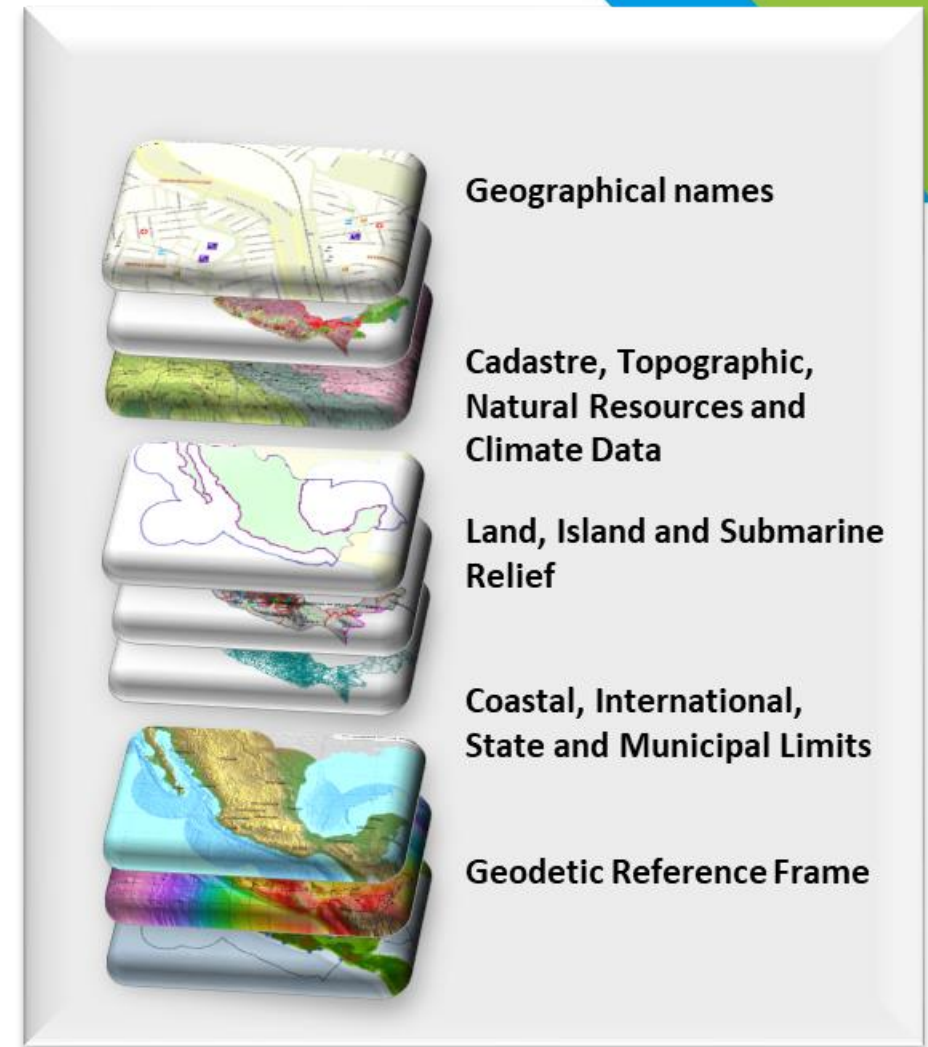 Geographical names
Cadastre, Topographic,
Natural Resources and
Climate Data
Land, Island and Submarine
Relief
Coastal, International,
State and Municipal Limits
Geodetic Reference Frame